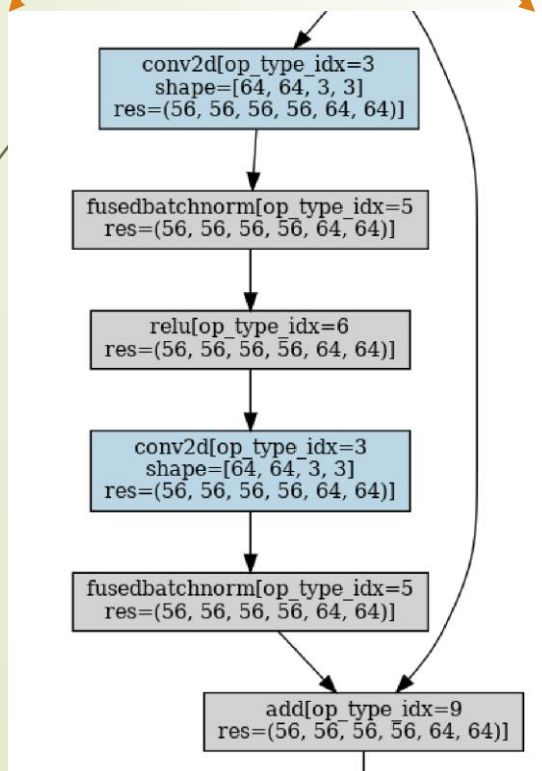 conv2d[op_type_idx=3
shape=[64, 64, 3, 3]
res=(56, 56, 56, 56, 64, 64)]
fusedbatchnorm[op_type_idx=5
res=(56, 56, 56, 56, 64, 64)]
relu[op_type_idx=6
res=(56, 56, 56, 56, 64, 64)]
conv2d[op_type_idx=3
shape=[64, 64, 3, 3]
res=(56, 56, 56, 56, 64, 64)]
fusedbatchnorm[op_type_idx=5
res=(56, 56, 56, 56, 64, 64)]
add[op_type_idx=9
res=(56, 56, 56, 56, 64, 64)]